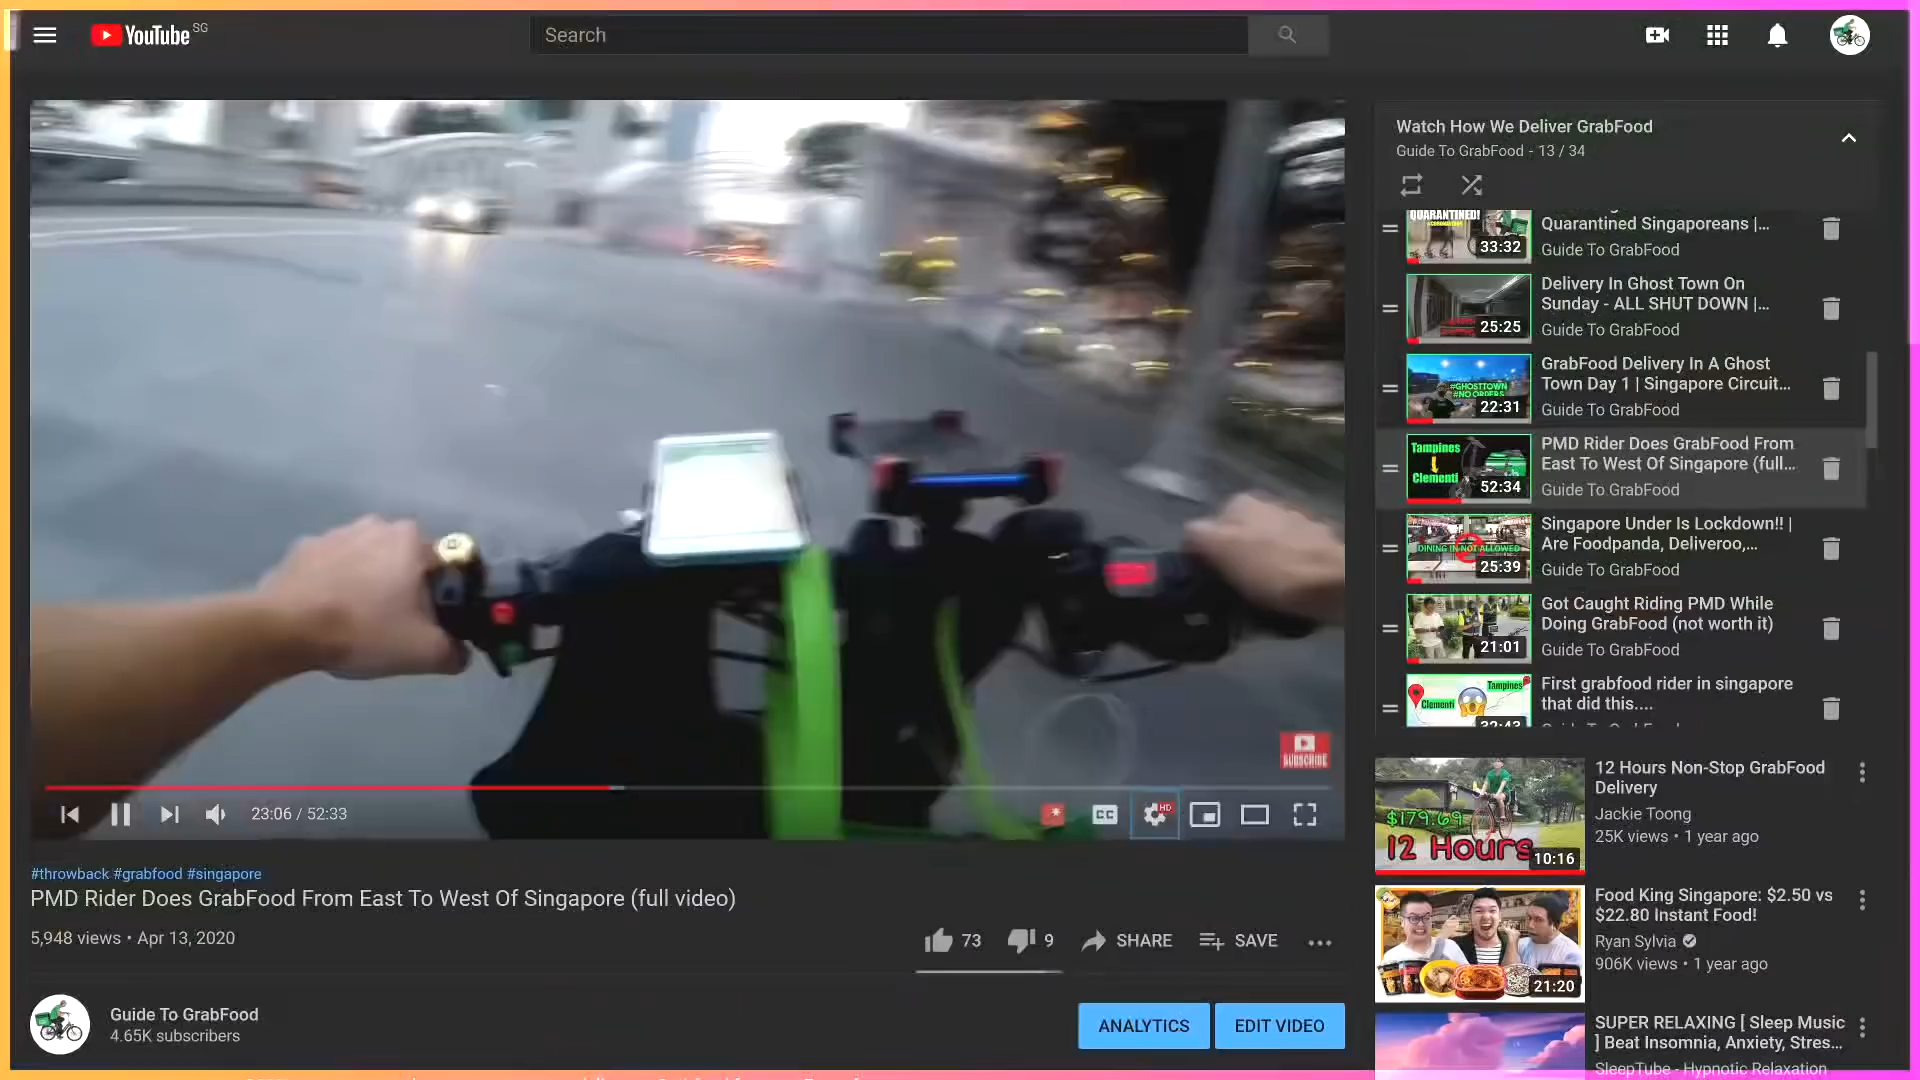 YouTube SG
Search
Watch How We Deliver GrabFood
Guide To GrabFood - 13 / 34
QUARANTINED!
33:32
Quarantined Singaporeans |...
Guide To GrabFood
25:25
Delivery In Ghost Town On
Sunday - ALL SHUT DOWN |...
Guide To GrabFood
#GHOSTTOWN
#NO ORDERS
22:31
GrabFood Delivery In A Ghost
Town Day 1 | Singapore Circuit...
Guide To GrabFood
Tampines
Clementi
52:34
PMD Rider Does GrabFood From
East To West Of Singapore (full...
Guide To GrabFood
DINING IN NOT ALLOWED
25:39
Singapore Under Is Lockdown!! |
Are Foodpanda, Deliveroo,...
Guide To GrabFood
21:01
Got Caught Riding PMD While
Doing GrabFood (not worth it)
Guide To GrabFood
Tampines
Clementi
32:43
First grabfood rider in singapore
that did this....
SUBSCRIBE
23:06 / 52:33
CC
HD
#throwback #grabfood #singapore
PMD Rider Does GrabFood From East To West Of Singapore (full video)
5,948 views • Apr 13, 2020
73
9
SHARE
SAVE
Guide To GrabFood
4.65K subscribers
ANALYTICS
EDIT VIDEO
$179.69
12 Hours
10:16
12 Hours Non-Stop GrabFood
Delivery
Jackie Toong
25K views • 1 year ago
21:20
Food King Singapore: $2.50 vs
$22.80 Instant Food!
Ryan Sylvia
906K views • 1 year ago
SUPER RELAXING [ Sleep Music
] Beat Insomnia, Anxiety, Stres...
SleepTube - Hypnotic Relaxation